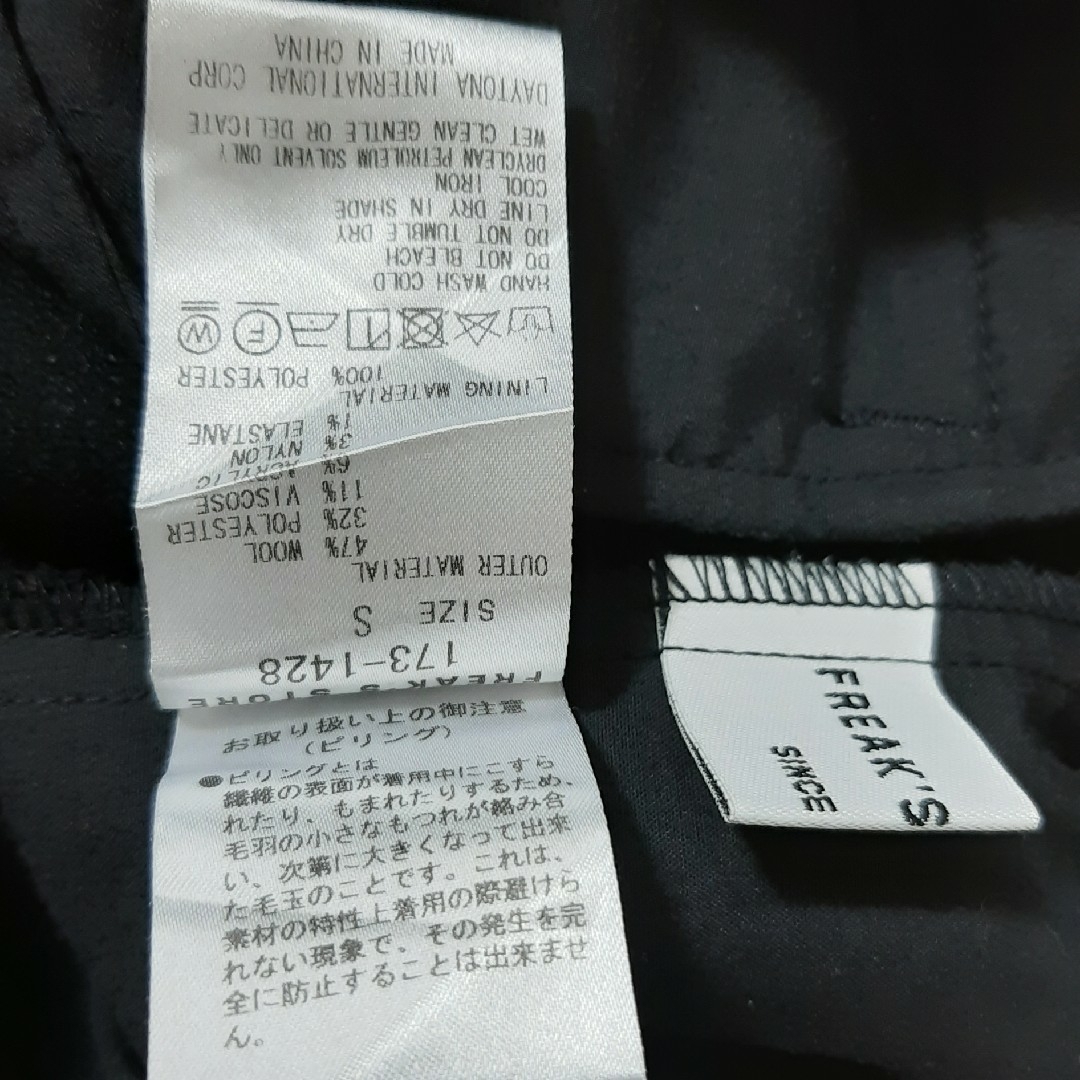 FREAK'S STORE
173-1428
SIZE S
OUTER MATERIAL
47% WOOL
32% POLYESTER
11% VISCOSE
6% ACRYLIC
3% NYLON
1% ELASTANE
LINING MATERIAL
100% POLYESTER
F
W
HAND WASH COLD
DO NOT BLEACH
DO NOT TUMBLE DRY
LINE DRY IN SHADE
COOL IRON
DRYCLEAN PETROLEUM SOLVENT ONLY
WET CLEAN GENTLE OR DELICATE
DAYTONA INTERNATIONAL CORP
MADE IN CHINA
お取り扱い上の御注意
(ピリング)
●ピリングとは
繊維の表面が着用中にこすら
れたり、もまれたりするため、
毛羽の小さなもつれが絡み合
い、次第に大きくなって出来
た毛玉のことです。これは、
素材の特性上着用の際避けら
れない現象で、その発生を完
全に防止することは出来ませ
ん。
FREAK'S
SINCE